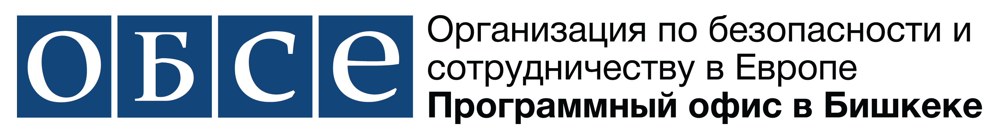 ОБСЕ
Организация по безопасности и
сотрудничеству в Европе
Программный офис в Бишкеке